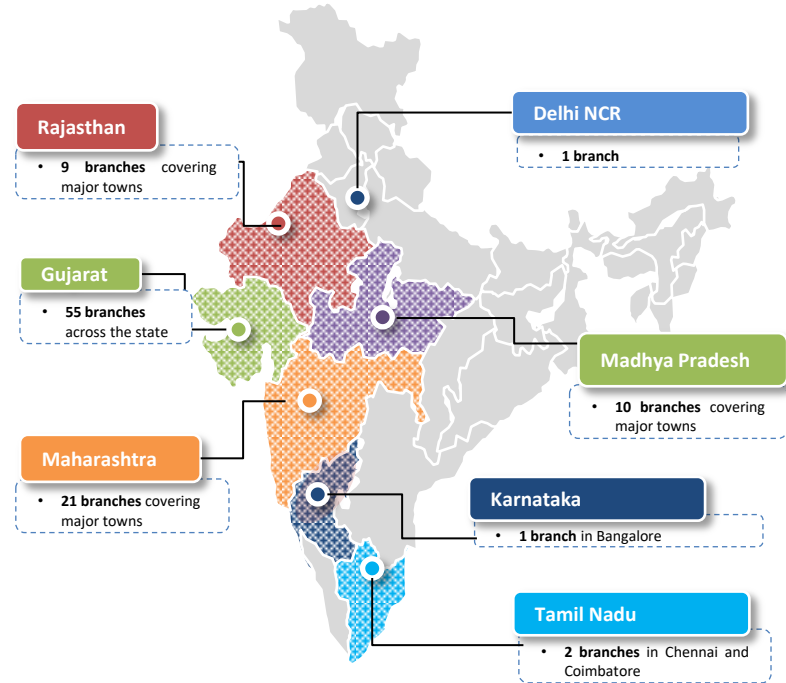 Rajasthan
• 9 branches covering
major towns
Delhi NCR
• 1 branch
Gujarat
• 55 branches
across the state
Madhya Pradesh
• 10 branches covering
major towns
Maharashtra
• 21 branches covering
major towns
Karnataka
• 1 branch in Bangalore
Tamil Nadu
• 2 branches in Chennai and
Coimbatore